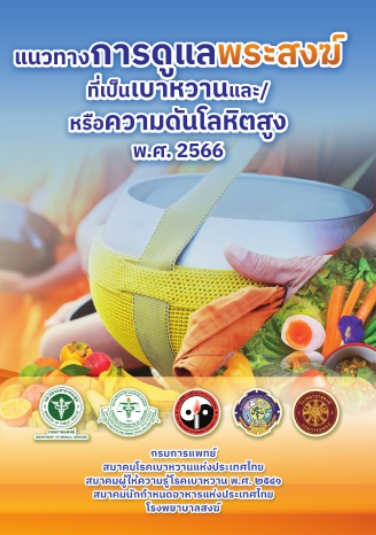 แนวทางการดูแลพระสงฆ์
ที่เป็นเบาหวานและ/
หรือความดันโลหิตสูง
พ.ศ. 2566
กรมการแพทย์
สมาคมโรคเบาหวานแห่งประเทศไทย
สมาคมผู้ให้ความรู้โรคเบาหวาน พ.ศ. ๒๕๔๑
สมาคมนักกำหนดอาหารแห่งประเทศไทย
โรงพยาบาลสงฆ์